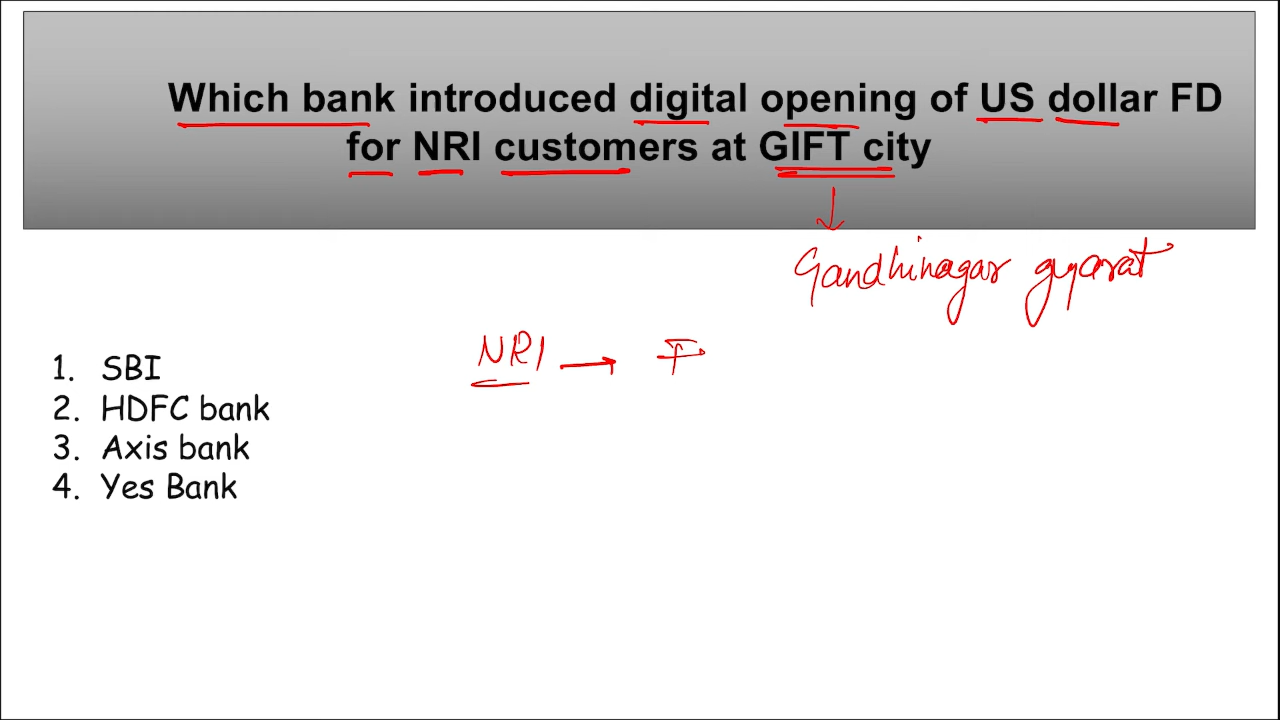 Which bank introduced digital opening of US dollar FD
for NRI customers at GIFT city
Gandhinagar gujarat
NRI → F
1. SBI
2. HDFC bank
3. Axis bank
4. Yes Bank